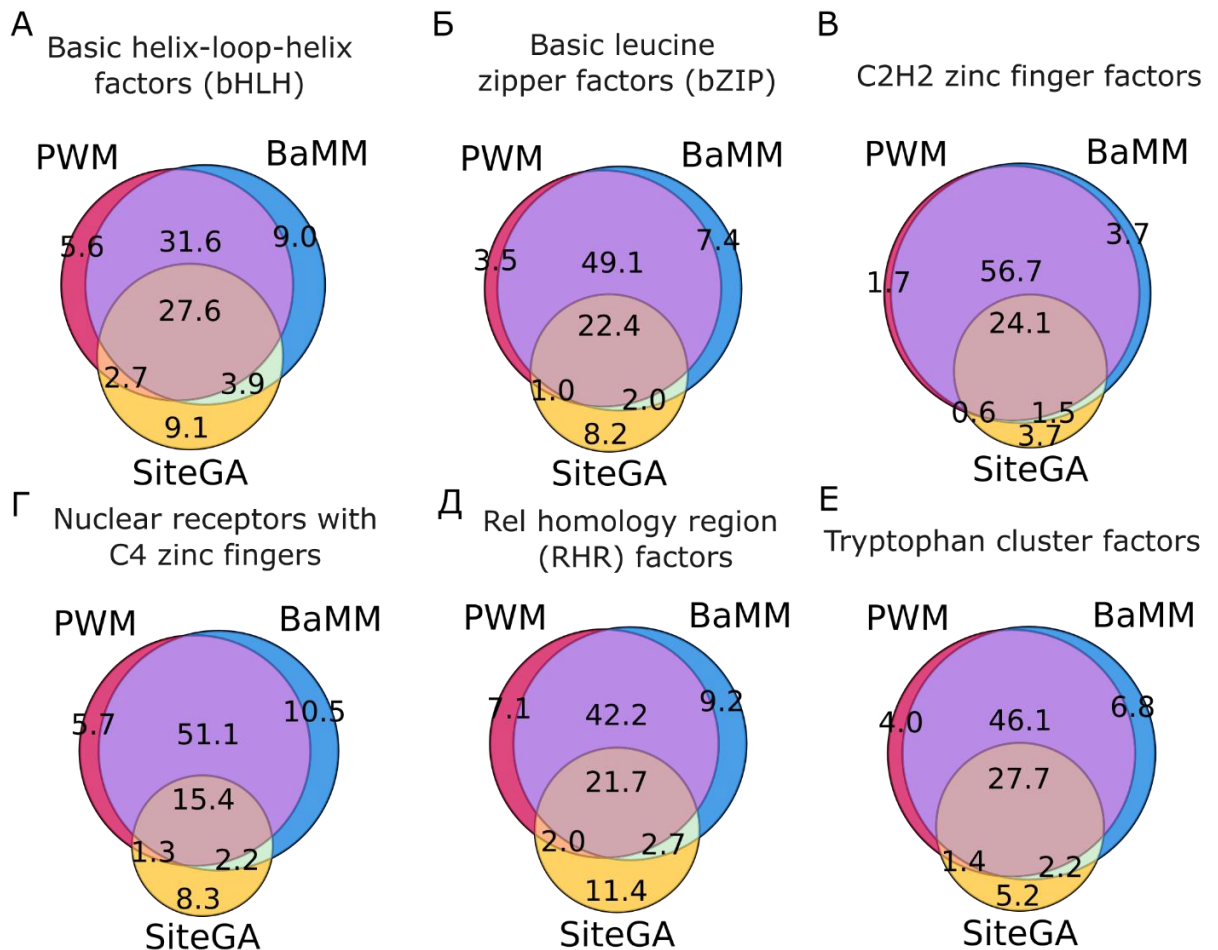 А
Basic helix-loop-helix
factors (bHLH)
PWM
BaMM
5.6
31.6
9.0
27.6
2.7
3.9
9.1
SiteGA
Б
Basic leucine
zipper factors (bZIP)
PWM
BaMM
3.5
49.1
7.4
22.4
1.0
2.0
8.2
SiteGA
В
C2H2 zinc finger factors
PWM
BaMM
1.7
56.7
3.7
24.1
0.6
1.5
3.7
SiteGA
Г
Nuclear receptors with
C4 zinc fingers
PWM
BaMM
5.7
51.1
10.5
15.4
1.3
2.2
8.3
SiteGA
Д
Rel homology region
(RHR) factors
PWM
BaMM
7.1
42.2
9.2
21.7
2.0
2.7
11.4
SiteGA
Е
Tryptophan cluster factors
PWM
BaMM
4.0
46.1
6.8
27.7
1.4
2.2
5.2
SiteGA